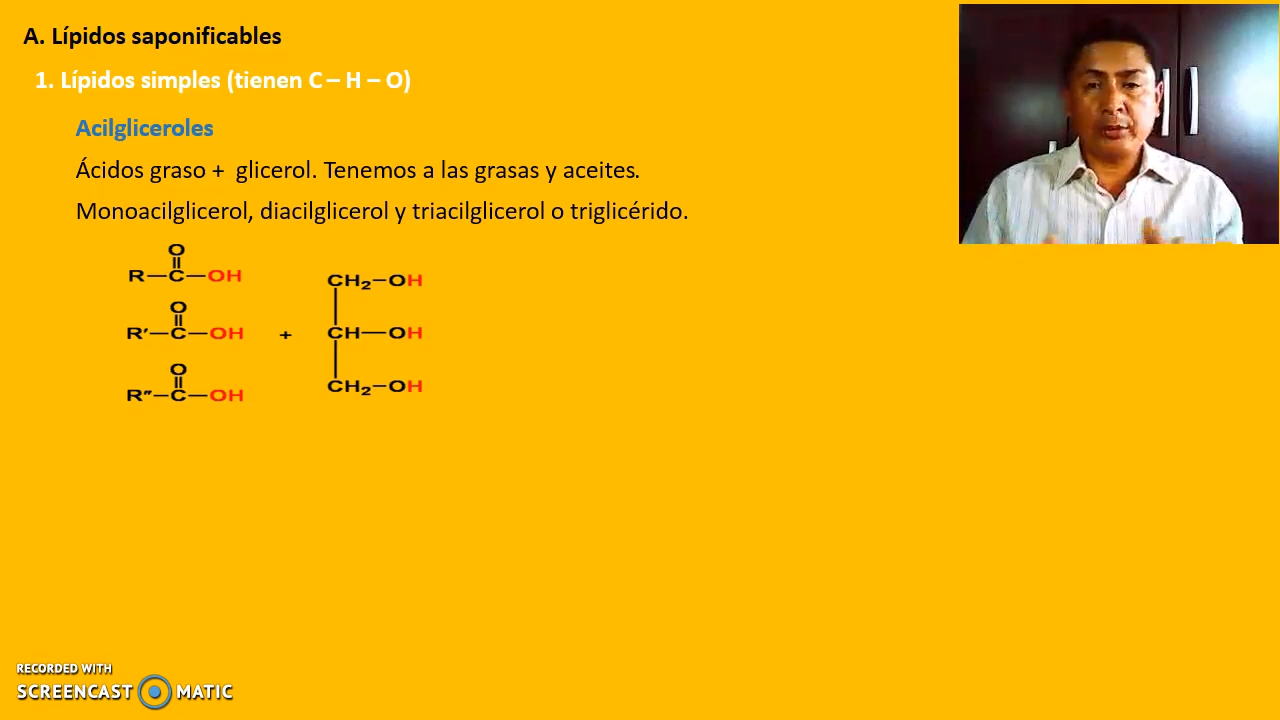 A. Lípidos saponificables
1. Lípidos simples (tienen C – H – O)
Acilgliceroles
Ácidos graso + glicerol. Tenemos a las grasas y aceites.
Monoacilglicerol, diacilglicerol y triacilglicerol o triglicérido.
O
R—C—OH
O
R′—C—OH
O
R″—C—OH
+
CH₂–OH
CH—OH
CH₂–OH
RECORDED WITH
SCREENCAST MATIC